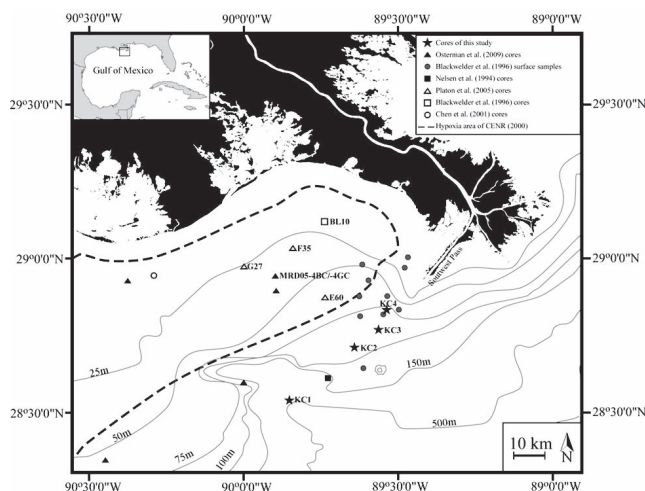 90°30'0"W 90°0'0"W 89°30'0"W 89°0'0"W
Gulf of Mexico
Cores of this study
Osterman et al. (2009) cores
Blackwelder et al. (1996) surface samples
Nelsen et al. (1994) cores
Platon et al. (2005) cores
Blackwelder et al. (1996) cores
Chen et al. (2001) cores
Hypoxia area of CENR (2000)
29°30'0"N 29°30'0"N
BL10
F35
Southwest Pass
29°0'0"N 29°0'0"N
G27
MRD05-4BC/-4GC
E60
KC4
KC3
KC2
150m
25m
KC1
28°30'0"N 28°30'0"N
500m
50m
75m
100m
10 km
N
90°30'0"W 90°0'0"W 89°30'0"W 89°0'0"W